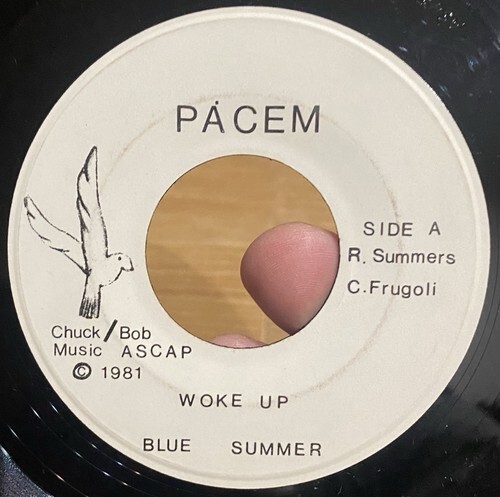 PÁCEM
SIDE A
R. Summers
C. Frugoli
Chuck/Bob
Music ASCAP
© 1981
WOKE UP
BLUE SUMMER